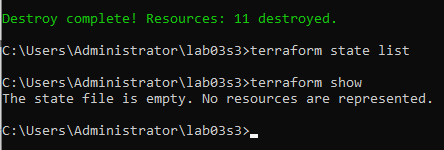 Destroy complete! Resources: 11 destroyed.
C:\Users\Administrator\lab03s3>terraform state list
C:\Users\Administrator\lab03s3>terraform show
The state file is empty. No resources are represented.
C:\Users\Administrator\lab03s3>